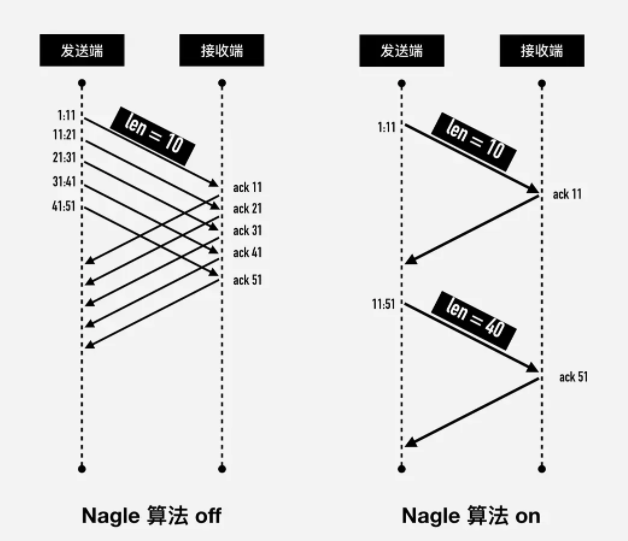 发送端
接收端
1:11
11:21
21:31
31:41
41:51
len = 10
ack 11
ack 21
ack 31
ack 41
ack 51
Nagle 算法 off
发送端
接收端
1:11
len = 10
ack 11
11:51
len = 40
ack 51
Nagle 算法 on